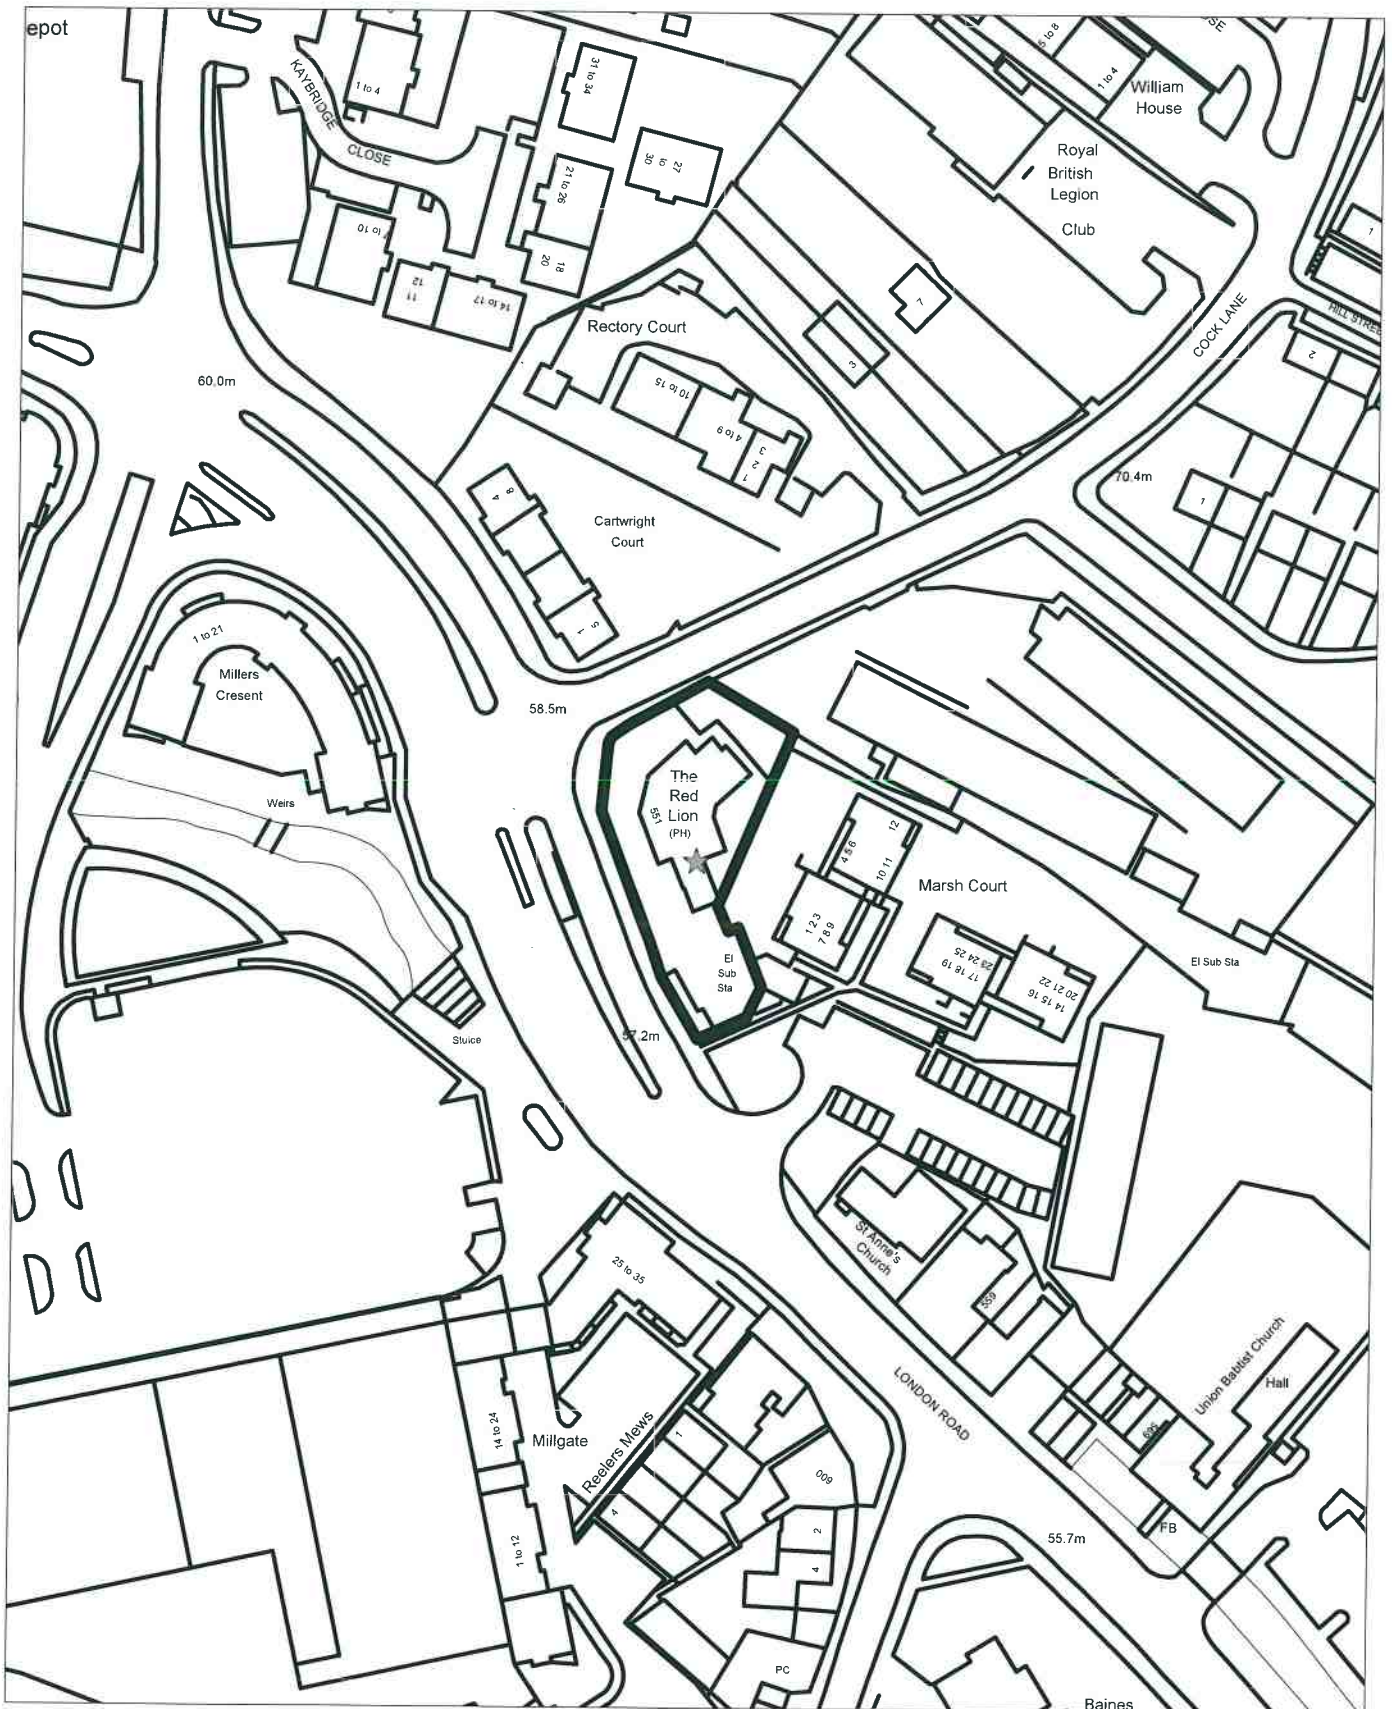 epot
KAYBRIDGE
CLOSE
1 to 4
31 to 34
27
to
30
21 to 26
18
20
7 to 10
11
12
14 to 17
5 to 8
1 to 4
William
House
Royal
British
Legion
Club
1
HILL STREE
COCK LANE
2
7
3
Rectory Court
10 to 15
4 to 9
3
2
1
60.0m
70.4m
1
8
4
Cartwright
Court
5
1
1 to 21
Millers
Cresent
58.5m
The
Red
Lion
(PH)
551
Weirs
4 5 6
12
10 11
Marsh Court
1 2 3
7 8 9
17 18 19
23 24 25
14 15 16
20 21 22
El Sub Sta
El
Sub
Sta
57.2m
Sluice
St Anne's
Church
559
25 to 35
Union Babtist Church
Hall
LONDON ROAD
595
14 to 24
Millgate
Reelers Mews
1
4
600
1 to 12
2
4
FB
55.7m
PC
Baines